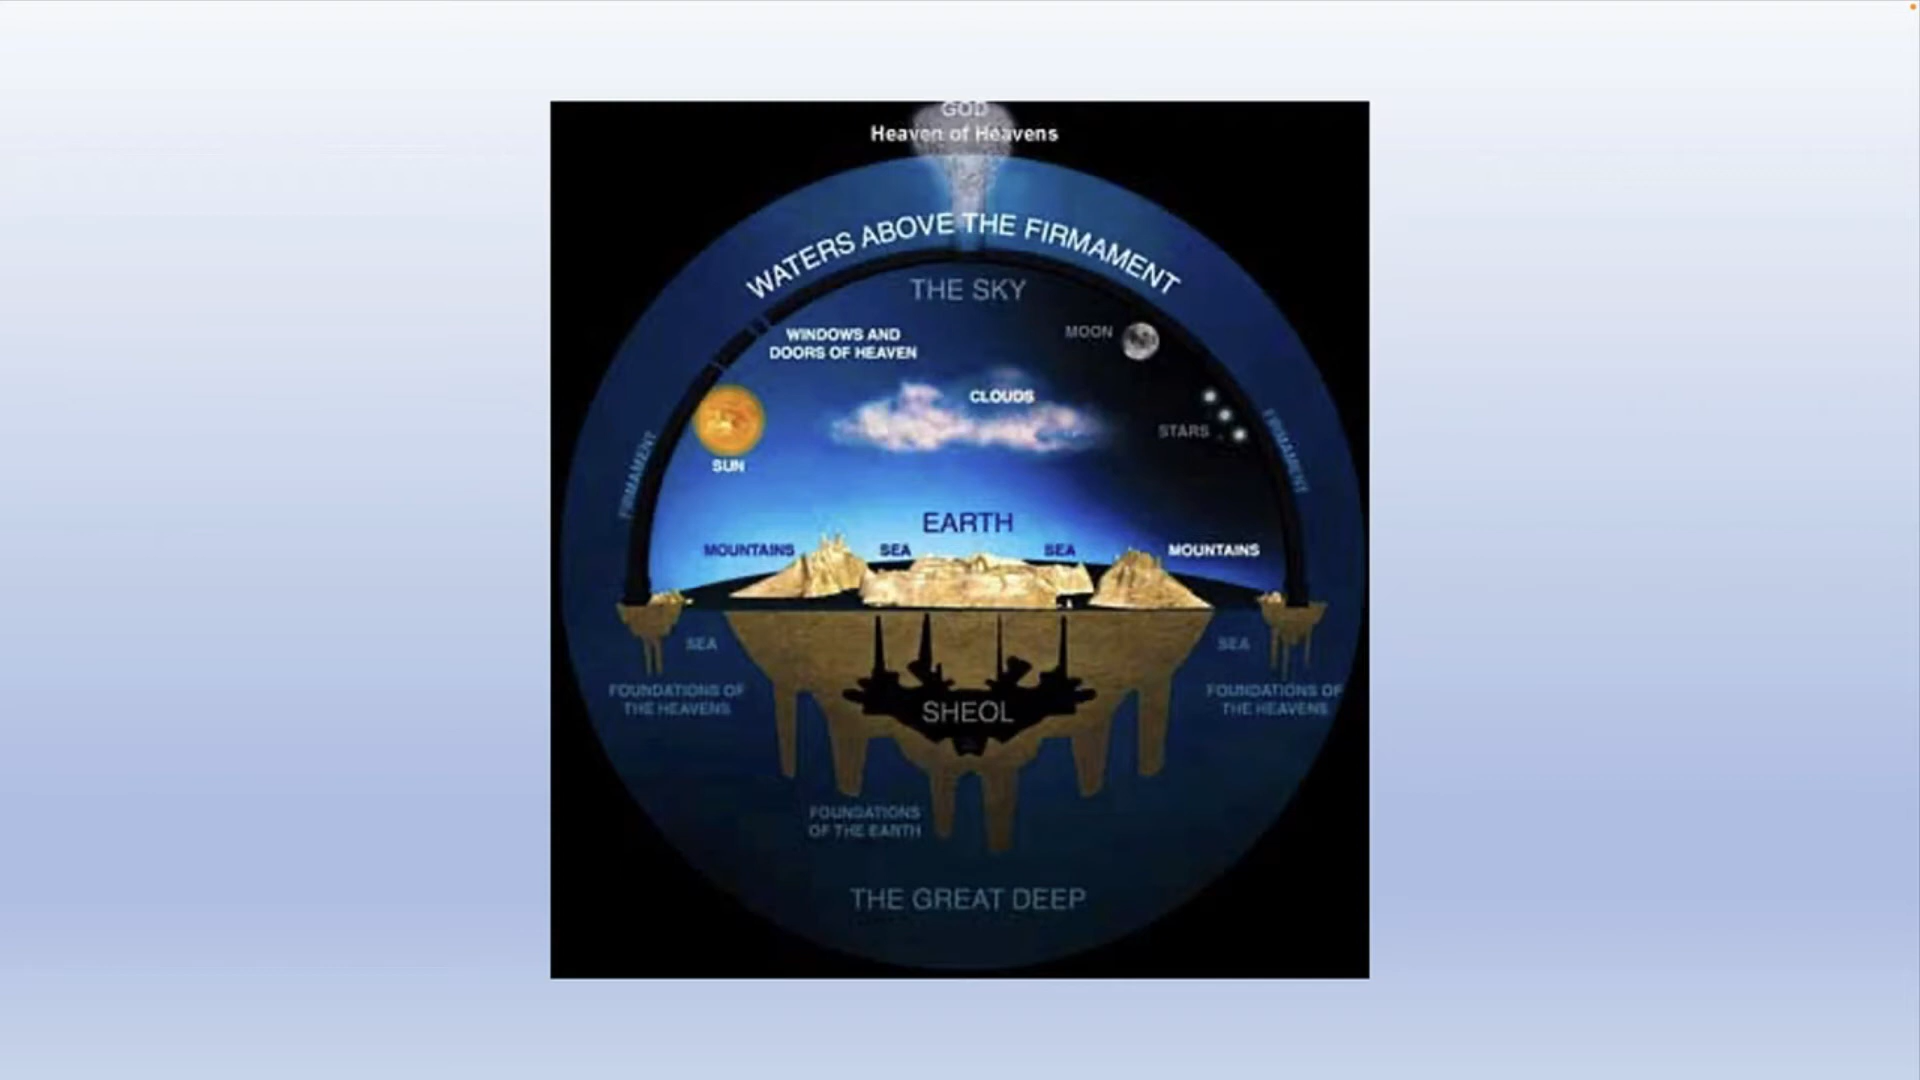 GOD
Heaven of Heavens
WATERS ABOVE THE FIRMAMENT
THE SKY
WINDOWS AND
DOORS OF HEAVEN
MOON
CLOUDS
STARS
SUN
FIRMAMENT
FIRMAMENT
EARTH
MOUNTAINS
SEA
SEA
MOUNTAINS
SEA
SEA
FOUNDATIONS OF
THE HEAVENS
FOUNDATIONS OF
THE HEAVENS
SHEOL
FOUNDATIONS
OF THE EARTH
THE GREAT DEEP